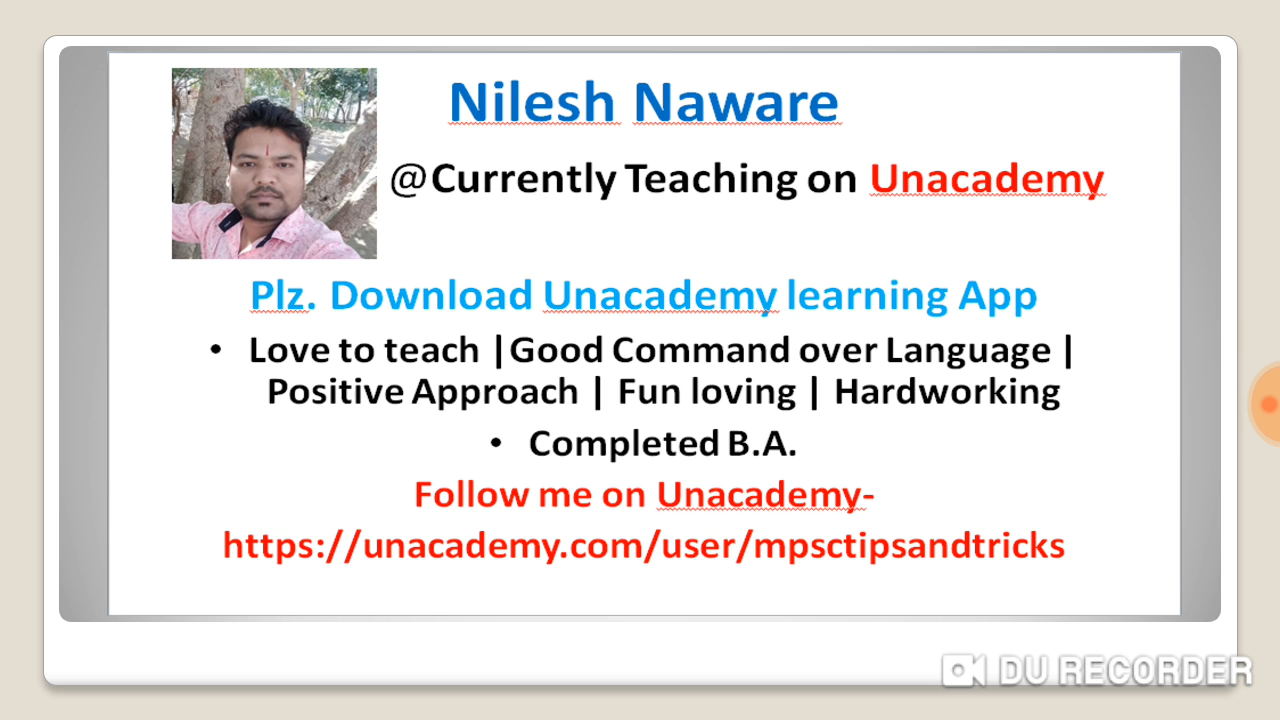 Nilesh Naware
@Currently Teaching on Unacademy
Plz. Download Unacademy learning App
• Love to teach |Good Command over Language |
Positive Approach | Fun loving | Hardworking
• Completed B.A.
Follow me on Unacademy-
https://unacademy.com/user/mpsctipsandtricks
DU RECORDER